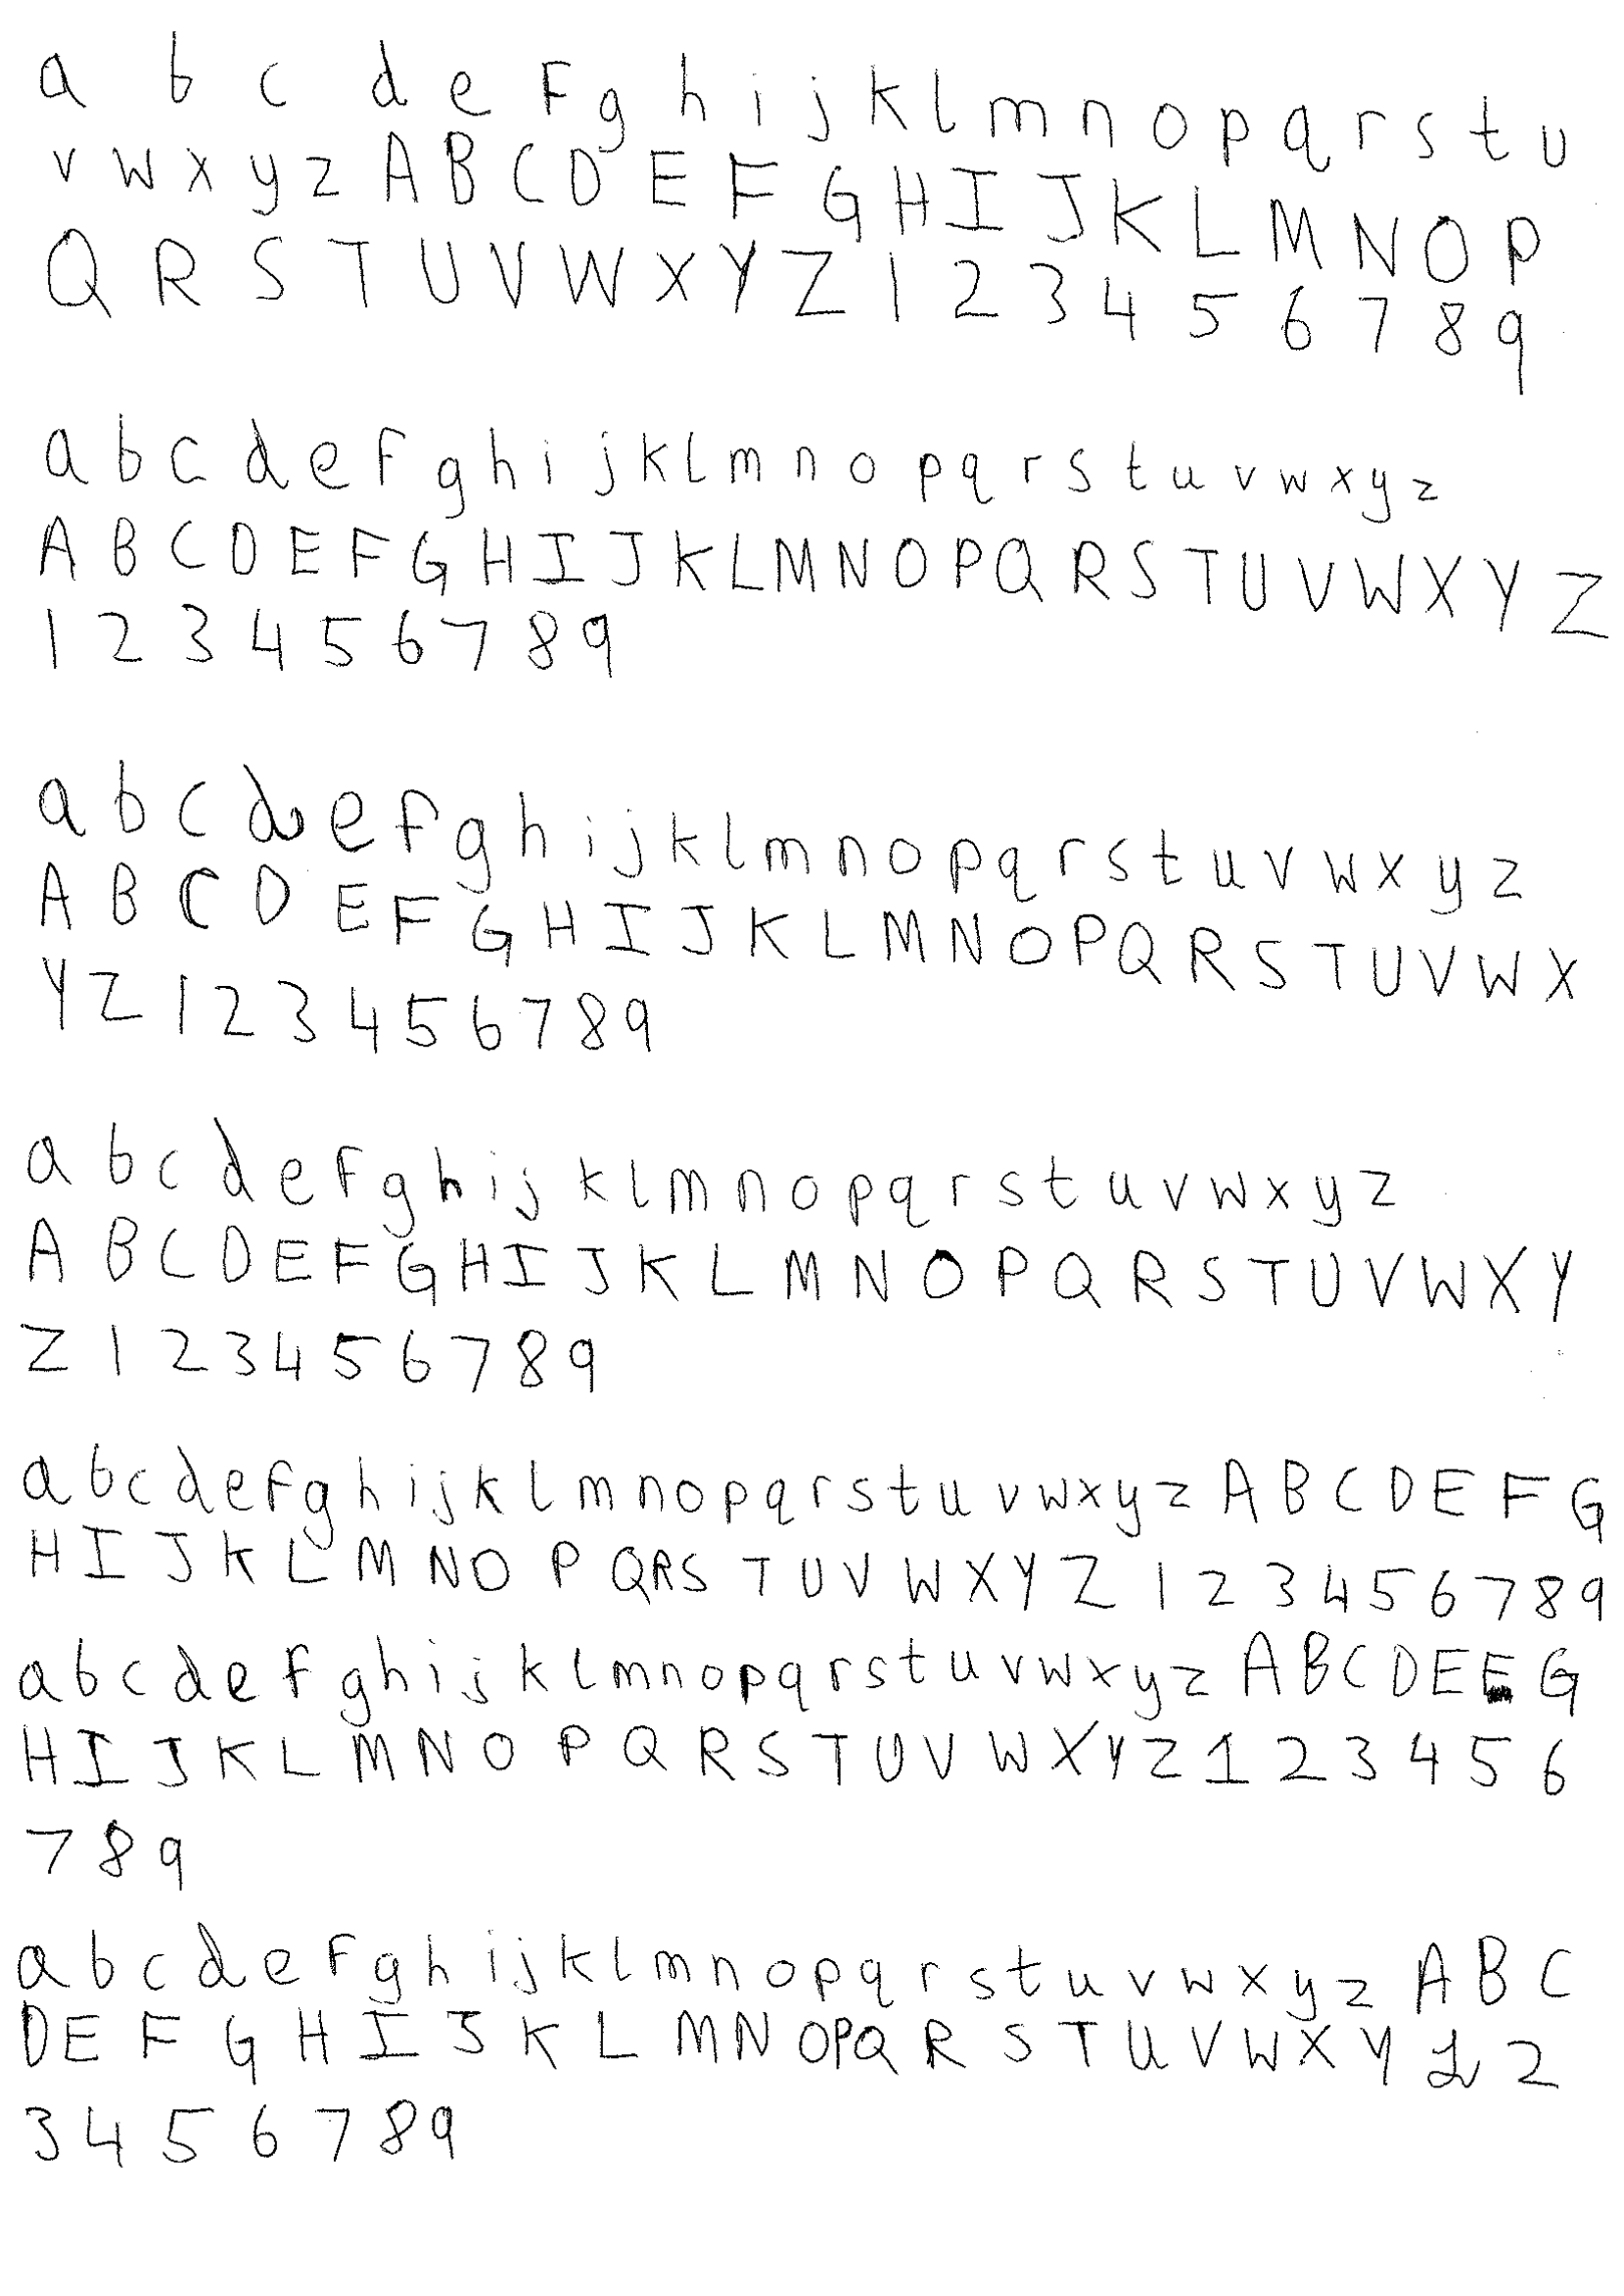 a b c d e f g h i j k l m n o p q r s t u
v w x y z A B C D E F G H I J K L M N O P
Q R S T U V W X Y Z 1 2 3 4 5 6 7 8 9
a b c d e f g h i j k l m n o p q r s t u v w x y z
A B C D E F G H I J K L M N O P Q R S T U V W X Y Z
1 2 3 4 5 6 7 8 9
a b c d e f g h i j k l m n o p q r s t u v w x y z
A B C D E F G H I J K L M N O P Q R S T U V W X
Y Z 1 2 3 4 5 6 7 8 9
a b c d e f g h i j k l m n o p q r s t u v w x y z
A B C D E F G H I J K L M N O P Q R S T U V W X Y
Z 1 2 3 4 5 6 7 8 9
a b c d e f g h i j k l m n o p q r s t u v w x y z A B C D E F G
H I J K L M N O P Q R S T U V W X Y Z 1 2 3 4 5 6 7 8 9
a b c d e f g h i j k l m n o p q r s t u v w x y z A B C D E F G
H I J K L M N O P Q R S T U V W X Y Z 1 2 3 4 5 6
7 8 9
a b c d e f g h i j k l m n o p q r s t u v w x y z A B C
D E F G H I J K L M N O P Q R S T U V W X Y 2
3 4 5 6 7 8 9